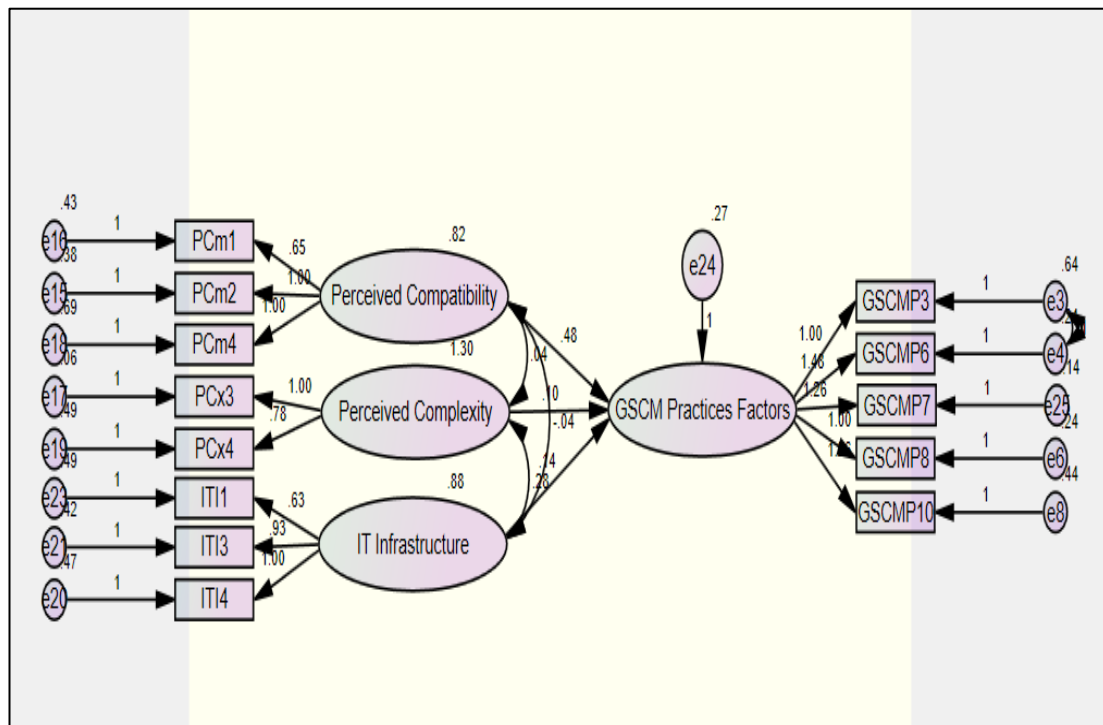 .43
e16
1
PCm1
.65
.38
e15
1
PCm2
1.00
.69
e18
1
PCm4
1.00
.06
e17
1
PCx3
1.00
.49
e19
1
PCx4
.78
.49
e23
1
ITI1
.63
.42
e21
1
ITI3
.93
.47
e20
1
ITI4
1.00
.82
Perceived Compatibility
1.30
Perceived Complexity
.88
IT Infrastructure
.04
-.04
.48
.10
.28
.27
e24
1
GSCM Practices Factors
1.00
GSCMP3
1
e3
.64
1.48
GSCMP6
1
e4
1.26
GSCMP7
1
e25
.14
1.00
GSCMP8
1
e6
.24
GSCMP10
1
e8
.44